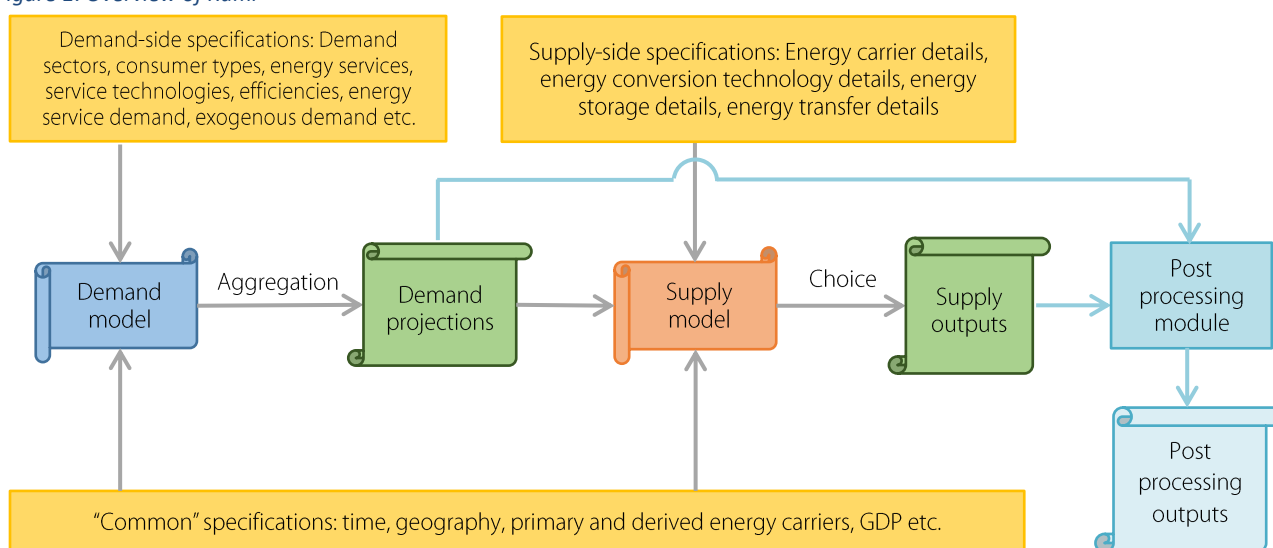 Demand-side specifications: Demand
sectors, consumer types, energy services,
service technologies, efficiencies, energy
service demand, exogenous demand etc.
Supply-side specifications: Energy carrier details,
energy conversion technology details, energy
storage details, energy transfer details
Demand
model
Aggregation
Demand
projections
Supply
model
Choice
Supply
outputs
Post
processing
module
Post
processing
outputs
“Common” specifications: time, geography, primary and derived energy carriers, GDP etc.